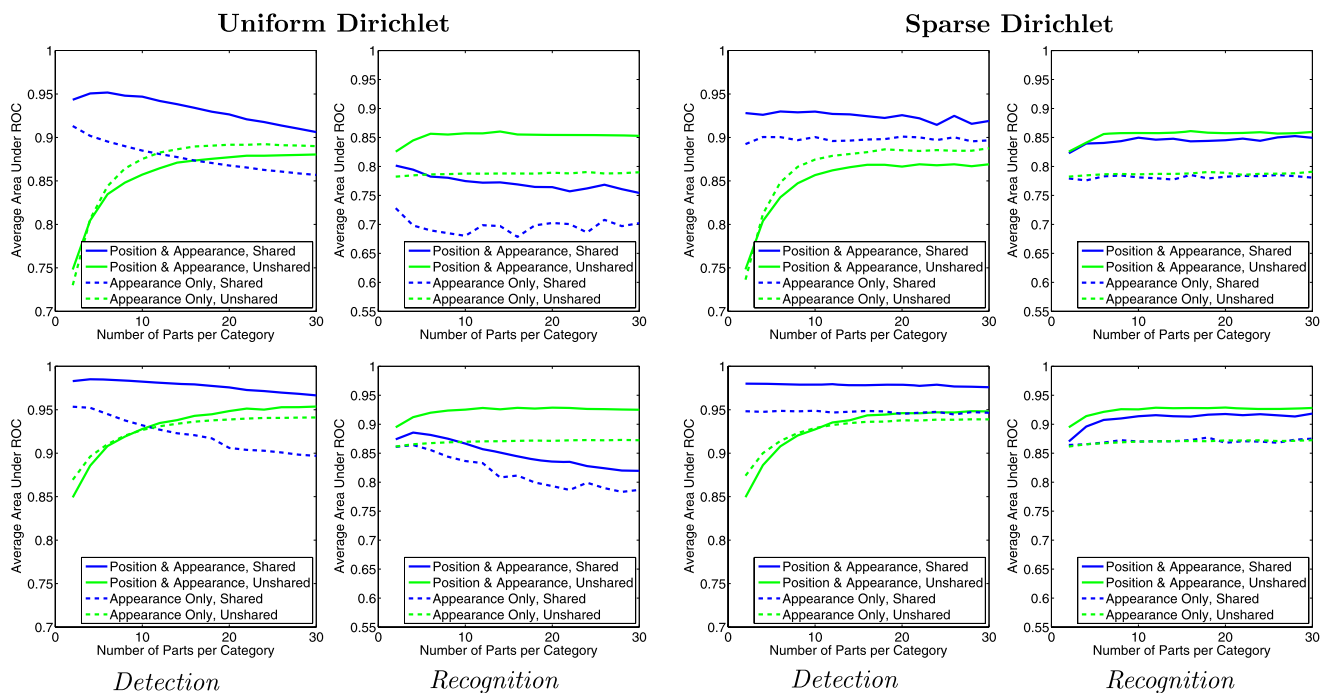 Uniform Dirichlet
Sparse Dirichlet
Average Area Under ROC
1
0.95
0.9
0.85
0.8
0.75
0.7
0 10 20 30
Number of Parts per Category
Position & Appearance, Shared
Position & Appearance, Unshared
Appearance Only, Shared
Appearance Only, Unshared
Average Area Under ROC
1
0.95
0.9
0.85
0.8
0.75
0.7
0.65
0.6
0.55
0 10 20 30
Number of Parts per Category
Position & Appearance, Shared
Position & Appearance, Unshared
Appearance Only, Shared
Appearance Only, Unshared
Average Area Under ROC
1
0.95
0.9
0.85
0.8
0.75
0.7
0 10 20 30
Number of Parts per Category
Position & Appearance, Shared
Position & Appearance, Unshared
Appearance Only, Shared
Appearance Only, Unshared
Average Area Under ROC
1
0.95
0.9
0.85
0.8
0.75
0.7
0.65
0.6
0.55
0 10 20 30
Number of Parts per Category
Position & Appearance, Shared
Position & Appearance, Unshared
Appearance Only, Shared
Appearance Only, Unshared
Average Area Under ROC
1
0.95
0.9
0.85
0.8
0.75
0.7
0 10 20 30
Number of Parts per Category
Position & Appearance, Shared
Position & Appearance, Unshared
Appearance Only, Shared
Appearance Only, Unshared
Average Area Under ROC
1
0.95
0.9
0.85
0.8
0.75
0.7
0.65
0.6
0.55
0 10 20 30
Number of Parts per Category
Position & Appearance, Shared
Position & Appearance, Unshared
Appearance Only, Shared
Appearance Only, Unshared
Average Area Under ROC
1
0.95
0.9
0.85
0.8
0.75
0.7
0 10 20 30
Number of Parts per Category
Position & Appearance, Shared
Position & Appearance, Unshared
Appearance Only, Shared
Appearance Only, Unshared
Average Area Under ROC
1
0.95
0.9
0.85
0.8
0.75
0.7
0.65
0.6
0.55
0 10 20 30
Number of Parts per Category
Position & Appearance, Shared
Position & Appearance, Unshared
Appearance Only, Shared
Appearance Only, Unshared
Detection
Recognition
Detection
Recognition